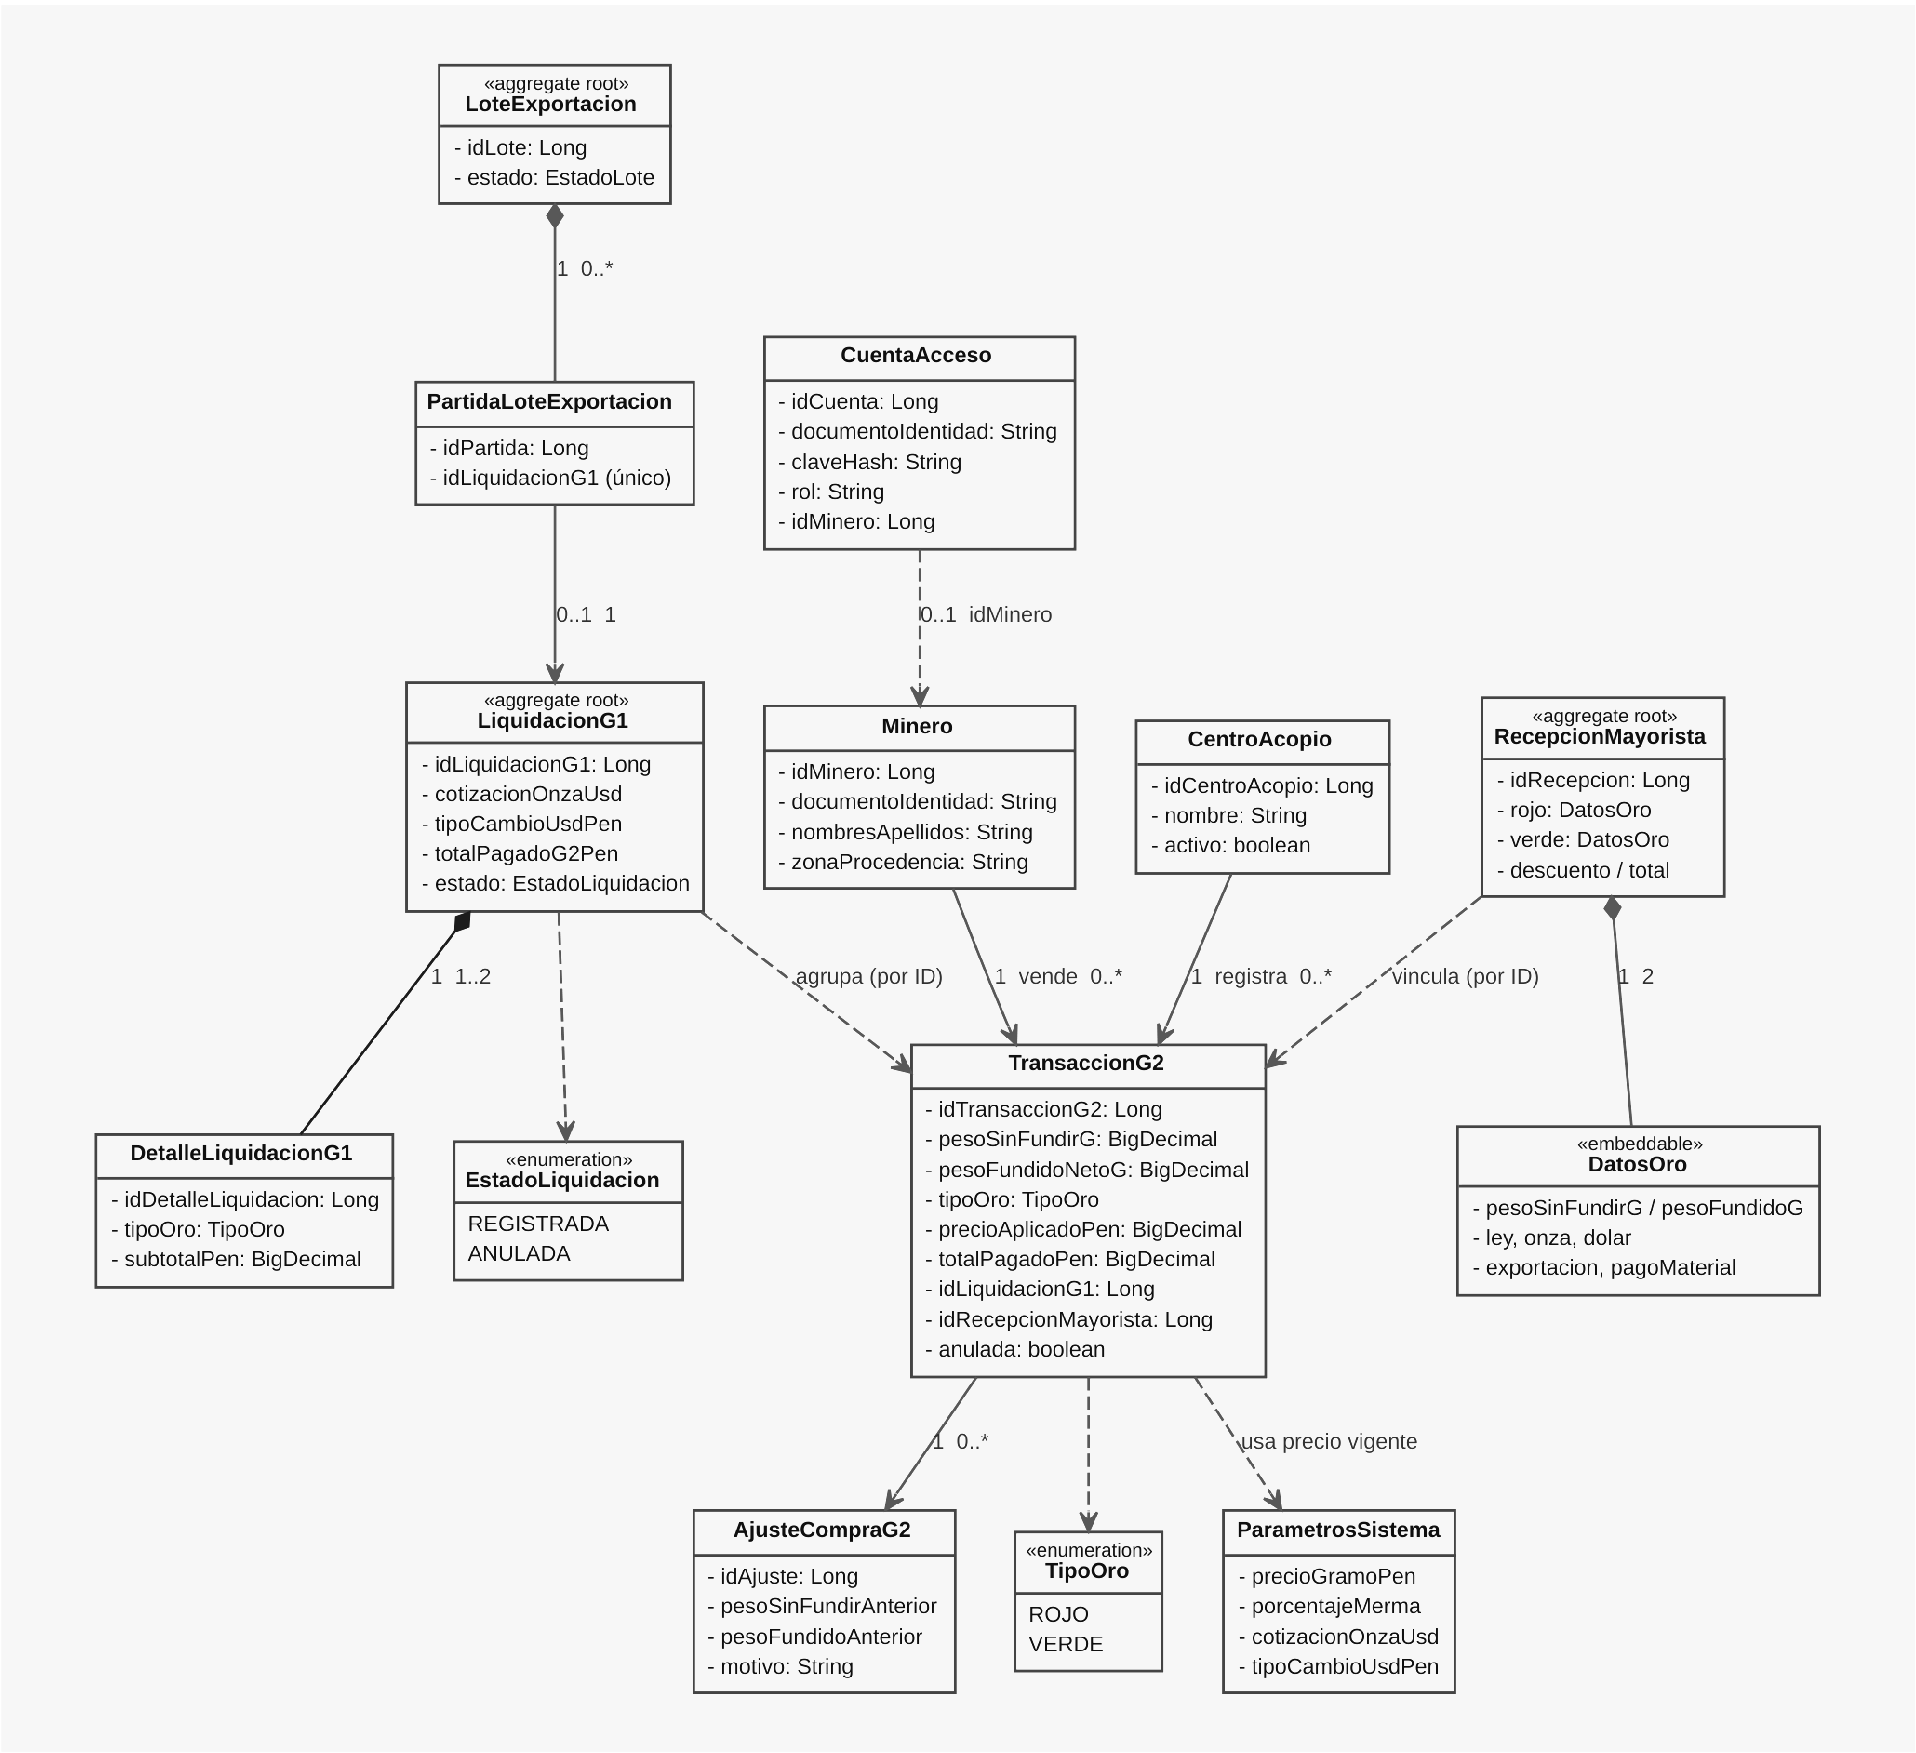 «aggregate root»
LoteExportacion
- idLote: Long
- estado: EstadoLote
1  0..*
CuentaAcceso
- idCuenta: Long
- documentoIdentidad: String
- claveHash: String
- rol: String
- idMinero: Long
PartidaLoteExportacion
- idPartida: Long
- idLiquidacionG1 (único)
0..1  1
0..1  idMinero
«aggregate root»
LiquidacionG1
- idLiquidacionG1: Long
- cotizacionOnzaUsd
- tipoCambioUsdPen
- totalPagadoG2Pen
- estado: EstadoLiquidacion
Minero
- idMinero: Long
- documentoIdentidad: String
- nombresApellidos: String
- zonaProcedencia: String
CentroAcopio
- idCentroAcopio: Long
- nombre: String
- activo: boolean
«aggregate root»
RecepcionMayorista
- idRecepcion: Long
- rojo: DatosOro
- verde: DatosOro
- descuento / total
1  1..2
agrupa (por ID)
1  vende  0..*
1  registra  0..*
vincula (por ID)
1  2
DetalleLiquidacionG1
- idDetalleLiquidacion: Long
- tipoOro: TipoOro
- subtotalPen: BigDecimal
«enumeration»
EstadoLiquidacion
REGISTRADA
ANULADA
TransaccionG2
- idTransaccionG2: Long
- pesoSinFundirG: BigDecimal
- pesoFundidoNetoG: BigDecimal
- tipoOro: TipoOro
- precioAplicadoPen: BigDecimal
- totalPagadoPen: BigDecimal
- idLiquidacionG1: Long
- idRecepcionMayorista: Long
- anulada: boolean
«embeddable»
DatosOro
- pesoSinFundirG / pesoFundidoG
- ley, onza, dolar
- exportacion, pagoMaterial
1  0..*
usa precio vigente
AjusteCompraG2
- idAjuste: Long
- pesoSinFundirAnterior
- pesoFundidoAnterior
- motivo: String
«enumeration»
TipoOro
ROJO
VERDE
ParametrosSistema
- precioGramoPen
- porcentajeMerma
- cotizacionOnzaUsd
- tipoCambioUsdPen